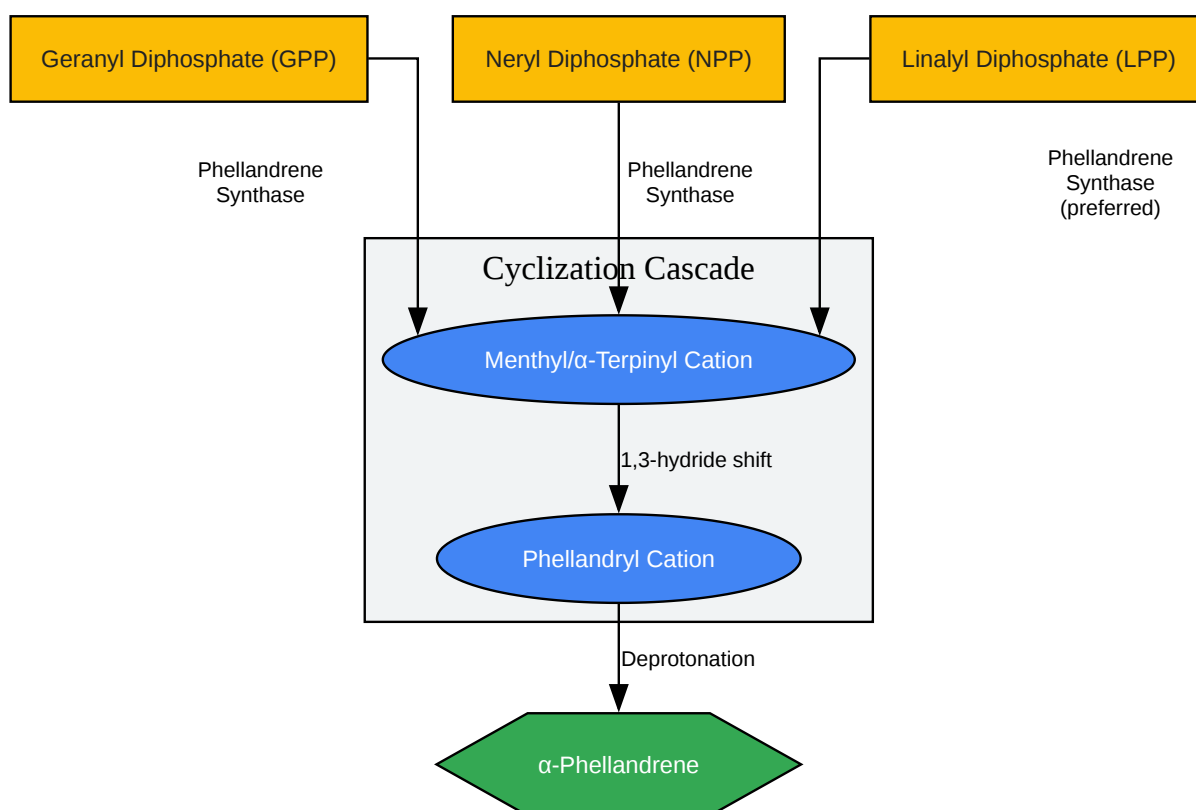 Geranyl Diphosphate (GPP)
Neryl Diphosphate (NPP)
Linalyl Diphosphate (LPP)
Phellandrene
Synthase
Phellandrene
Synthase
Phellandrene
Synthase
(preferred)
Cyclization Cascade
Menthyl/α-Terpinyl Cation
1,3-hydride shift
Phellandryl Cation
Deprotonation
α-Phellandrene